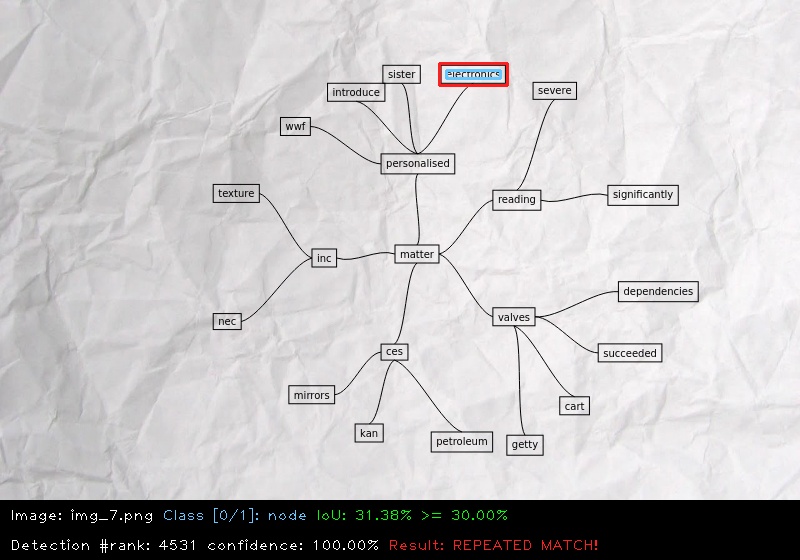 sister
electronics
introduce
severe
wwf
personalised
texture
reading
significantly
inc
matter
dependencies
nec
valves
ces
succeeded
mirrors
cart
kan
petroleum
getty
Image: img_7.png Class [0/1]: node IoU: 31.38% >= 30.00%
Detection #rank: 4531 confidence: 100.00% Result: REPEATED MATCH!